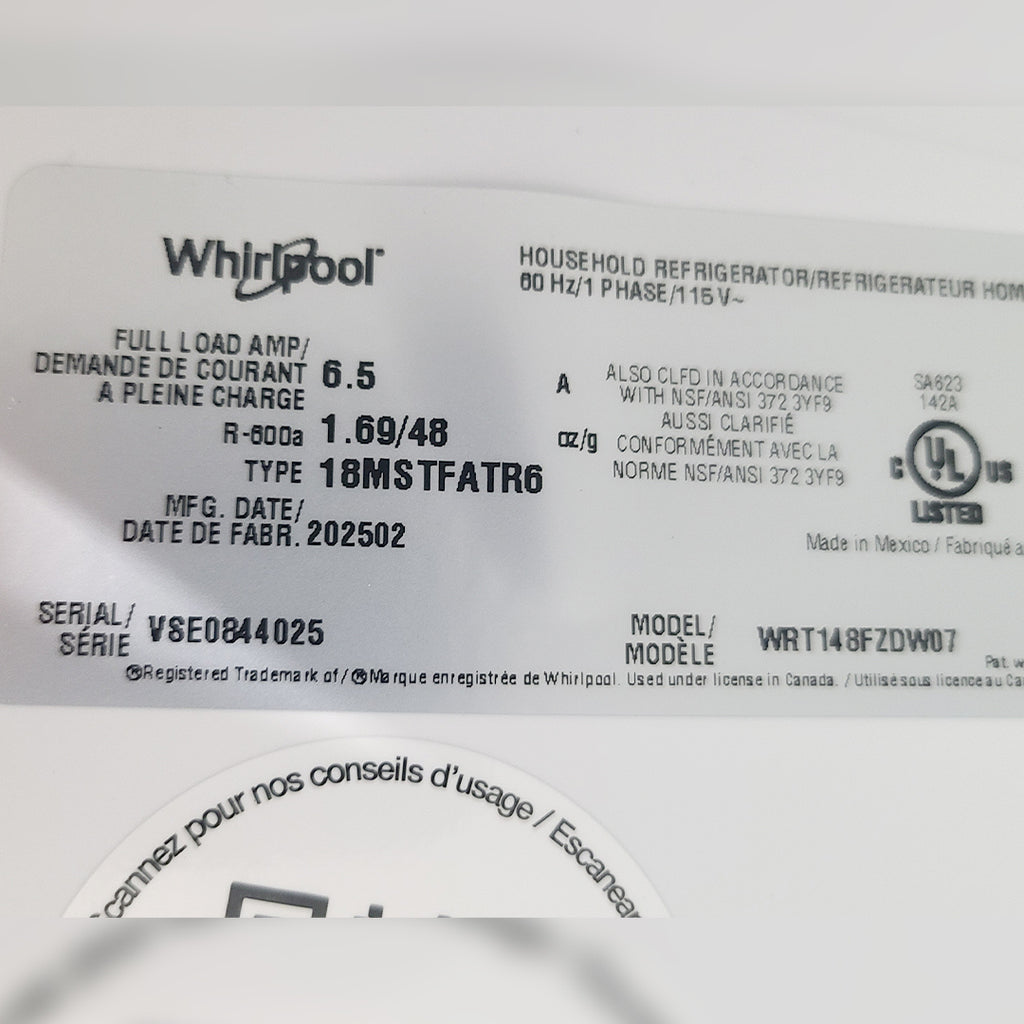 Whirlpool
HOUSEHOLD REFRIGERATOR/REFRIGERATEUR HOM
60 Hz/1 PHASE/115 V~
FULL LOAD AMP/
DEMANDE DE COURANT 6.5 A
A PLEINE CHARGE
R-600a 1.69/48 oz/g
TYPE 18MSTFATR6
MFG. DATE/
DATE DE FABR. 202502
ALSO CLFD IN ACCORDANCE
WITH NSF/ANSI 372 3YF9
AUSSI CLARIFIÉ
CONFORMÉMENT AVEC LA
NORME NSF/ANSI 372 3YF9
SA623
142A
C UL US
LISTED
Made in Mexico / Fabriqué a
SERIAL/
SÉRIE VSE0844025
MODEL/
MODÈLE WRT148FZDW07
Pat. w
®Registered Trademark of / ®Marque enregistrée de Whirlpool. Used under license in Canada. / Utilisé sous licence au Ca
Scannez pour nos conseils d'usage / Escanear